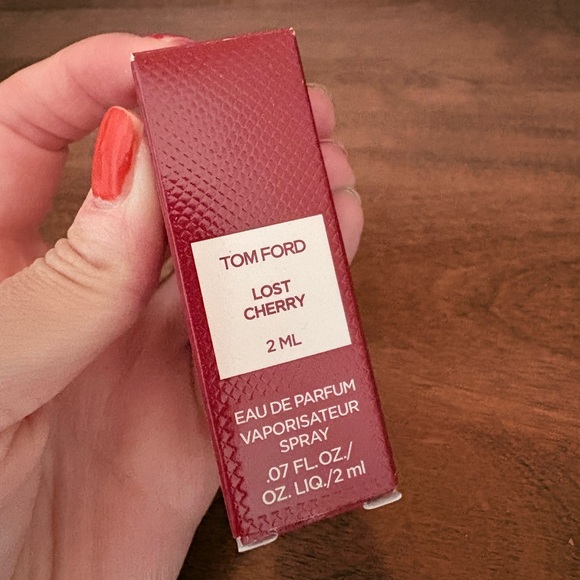 TOM FORD
LOST
CHERRY
2 ML
EAU DE PARFUM
VAPORISATEUR
SPRAY
.07 FL.OZ./
OZ. LIQ./2 ml